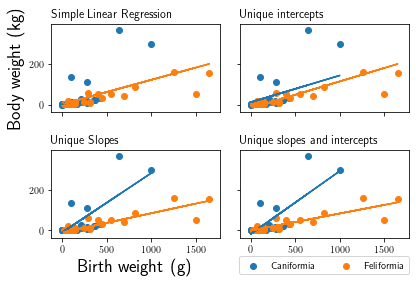 Simple Linear Regression
Unique intercepts
Body weight (kg)
200
0
Unique Slopes
Unique slopes and intercepts
200
0
0 500 1000 1500
0 500 1000 1500
Birth weight (g)
Caniformia Feliformia